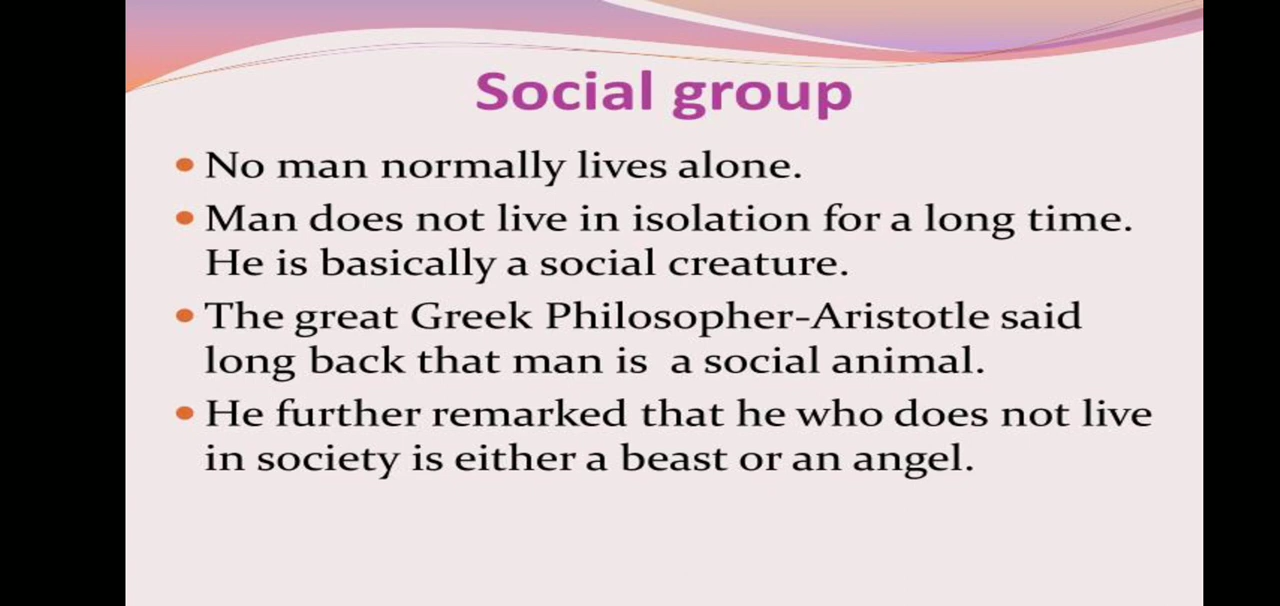 Social group
• No man normally lives alone.
• Man does not live in isolation for a long time.
He is basically a social creature.
• The great Greek Philosopher-Aristotle said
long back that man is  a social animal.
• He further remarked that he who does not live
in society is either a beast or an angel.